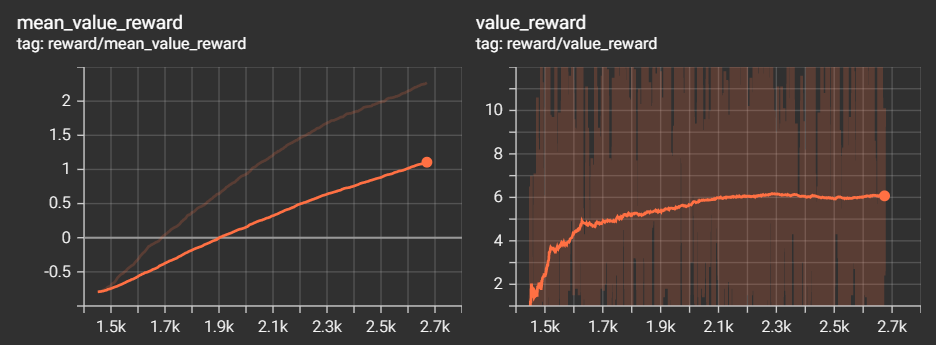 mean_value_reward
tag: reward/mean_value_reward
2
1.5
1
0.5
0
-0.5
1.5k 1.7k 1.9k 2.1k 2.3k 2.5k 2.7k
value_reward
tag: reward/value_reward
10
8
6
4
2
1.5k 1.7k 1.9k 2.1k 2.3k 2.5k 2.7k